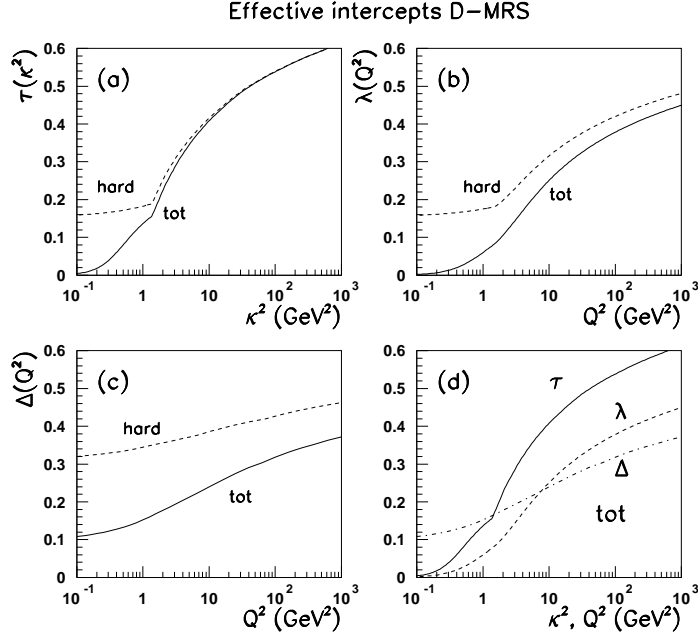 Effective intercepts D-MRS
τ(κ²)
(a)
hard
tot
0.6
0.5
0.4
0.3
0.2
0.1
0
10⁻¹ 1 10 10² 10³
κ² (GeV²)
λ(Q²)
(b)
hard
tot
0.6
0.5
0.4
0.3
0.2
0.1
0
10⁻¹ 1 10 10² 10³
Q² (GeV²)
Δ(Q²)
(c)
hard
tot
0.6
0.5
0.4
0.3
0.2
0.1
0
10⁻¹ 1 10 10² 10³
Q² (GeV²)
(d)
τ
λ
Δ
tot
0.6
0.5
0.4
0.3
0.2
0.1
0
10⁻¹ 1 10 10² 10³
κ², Q² (GeV²)